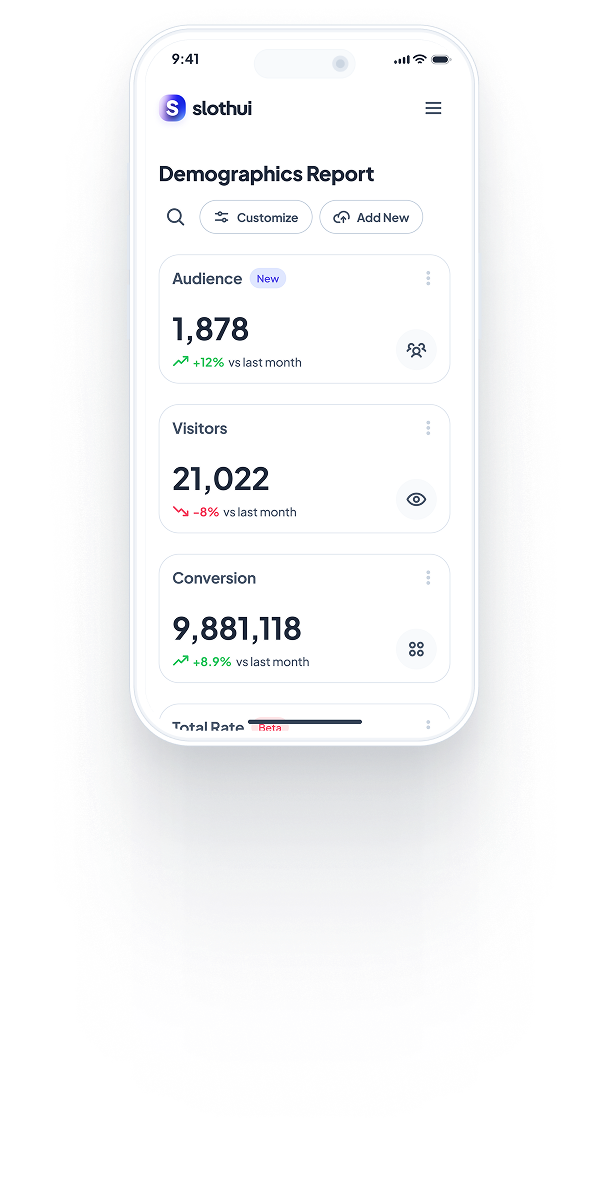 9:41
S slothui
Demographics Report
Customize Add New
Audience New
1,878
+12% vs last month
Visitors
21,022
-8% vs last month
Conversion
9,881,118
+8.9% vs last month
Total Rate Beta